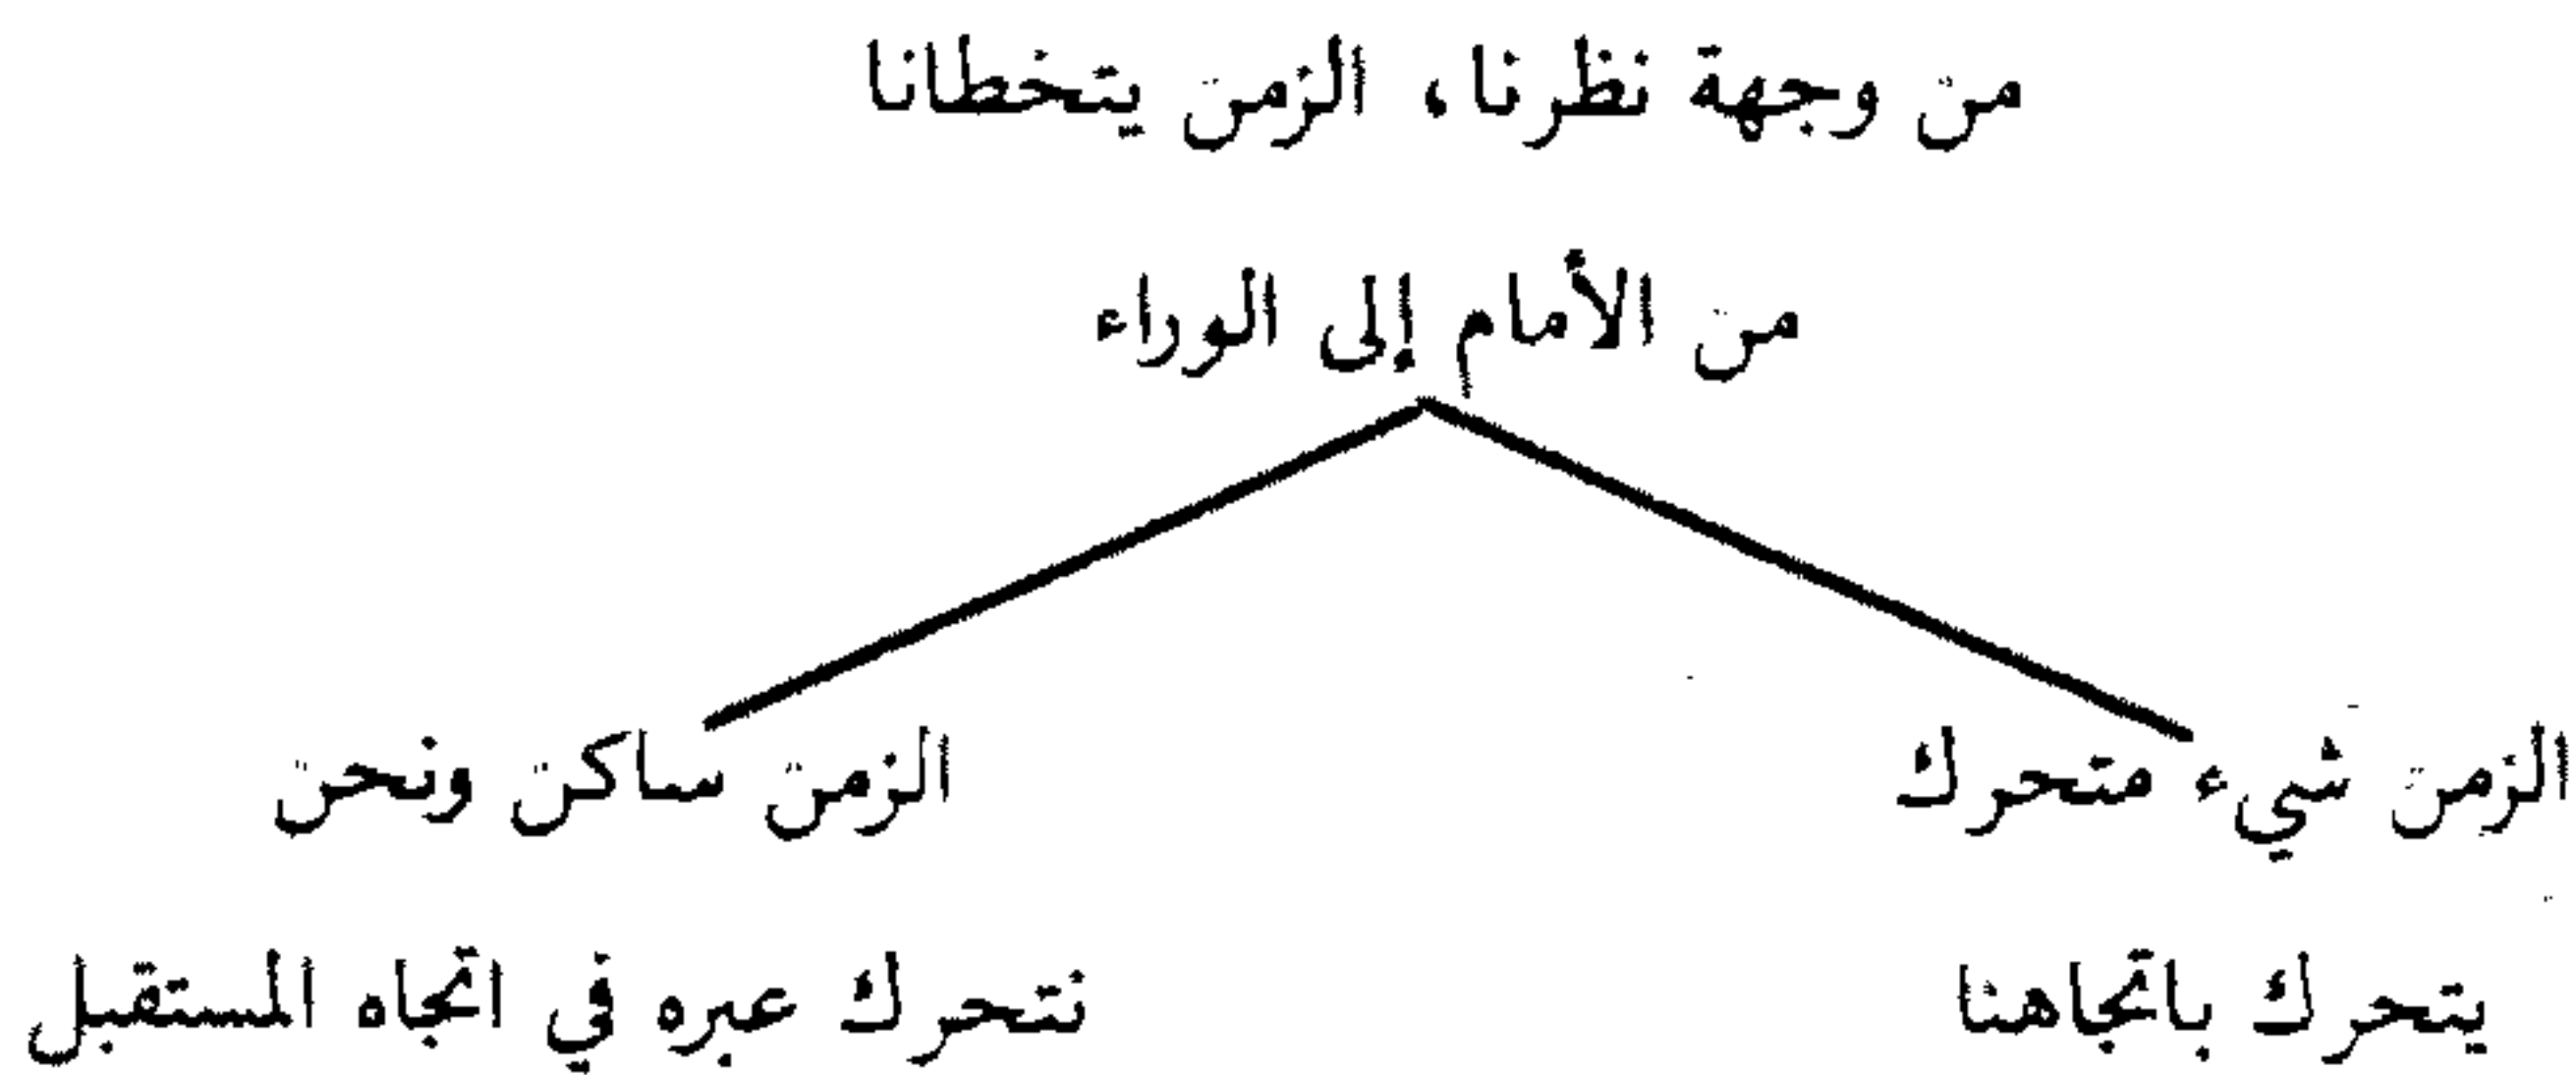 من وجهة نظرنا، الزمن يتخطانا
من الأمام إلى الوراء
الزمن شيء متحرك
يتحرك باتجاهنا
الزمن ساكن ونحن
نتحرك عبره في اتجاه المستقبل